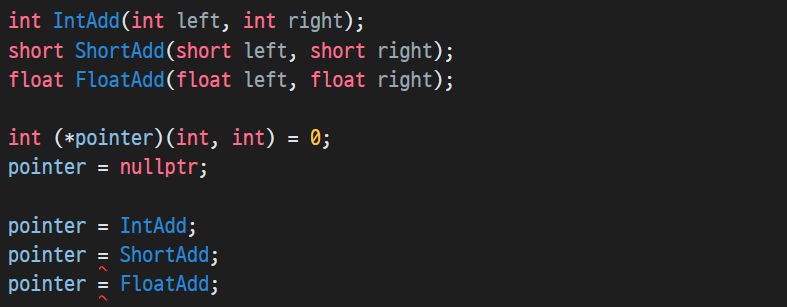 int IntAdd(int left, int right);
short ShortAdd(short left, short right);
float FloatAdd(float left, float right);
int (*pointer)(int, int) = 0;
pointer = nullptr;
pointer = IntAdd;
pointer = ShortAdd;
pointer = FloatAdd;